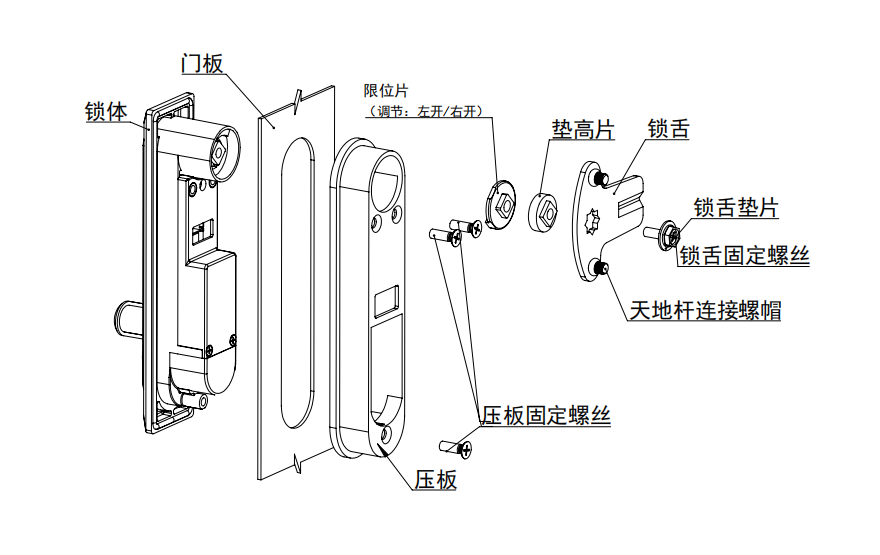 门板
限位片
锁体
（调节：左开/右开）
垫高片
锁舌
锁舌垫片
锁舌固定螺丝
天地杆连接螺帽
压板固定螺丝
压板